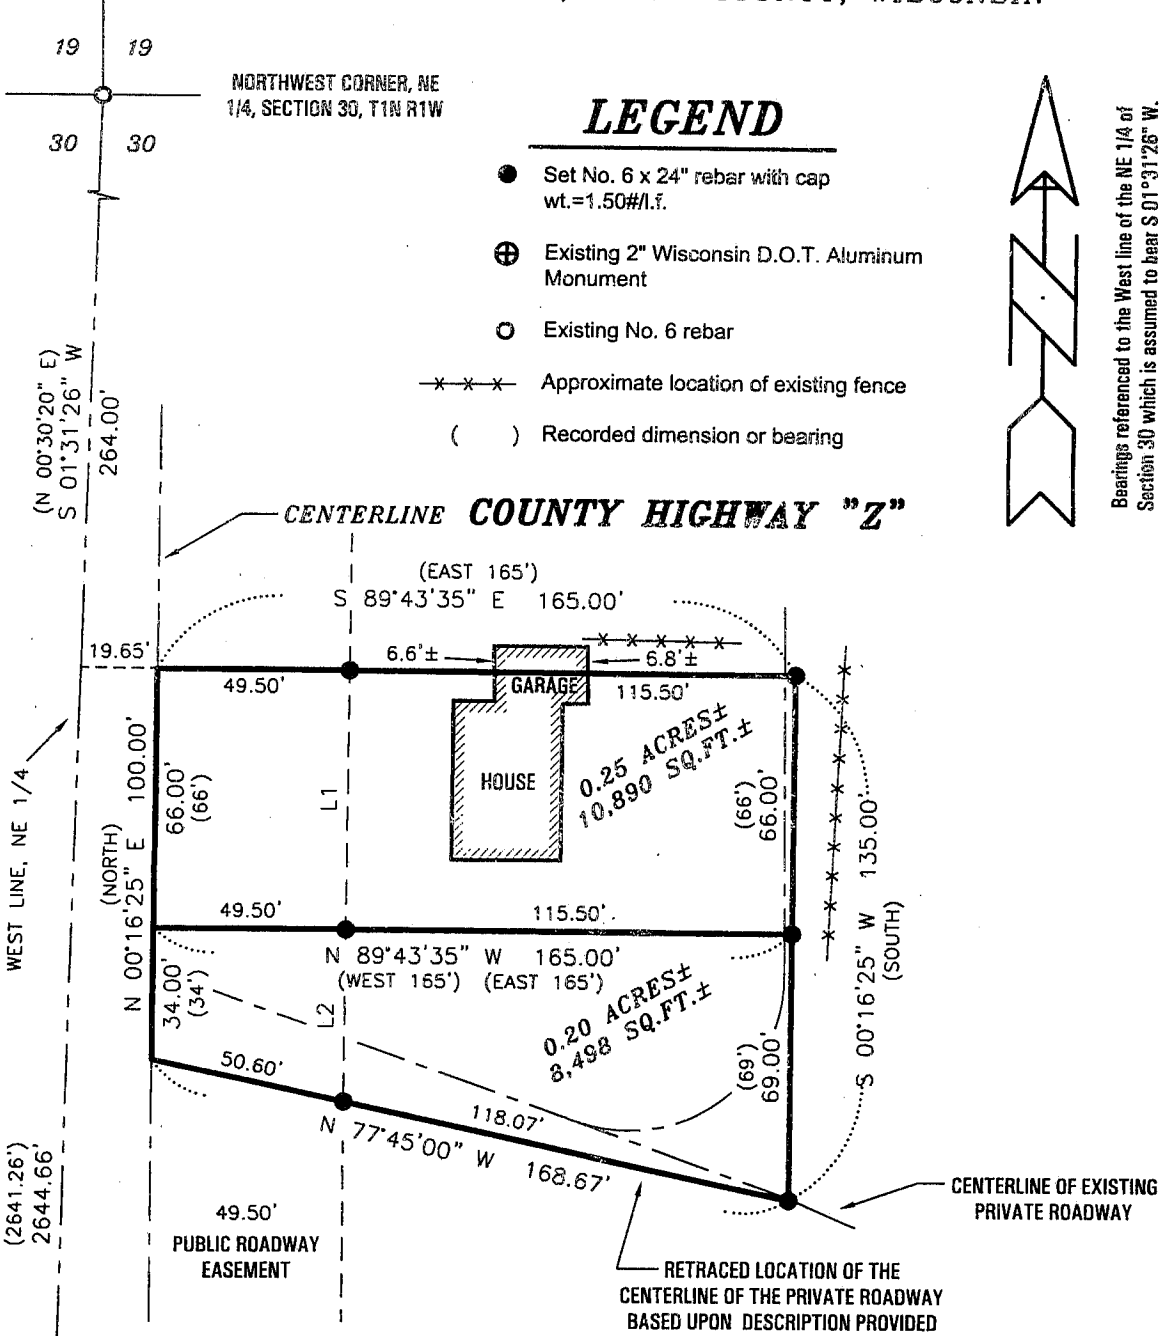 19 19
NORTHWEST CORNER, NE
1/4, SECTION 30, T1N R1W
30 30
LEGEND
Set No. 6 x 24" rebar with cap
wt.=1.50#/l.f.
Existing 2" Wisconsin D.O.T. Aluminum
Monument
Existing No. 6 rebar
Approximate location of existing fence
( ) Recorded dimension or bearing
Bearings referenced to the West line of the NE 1/4 of
Section 30 which is assumed to bear S 01°31'26" W.
(N 00°30'20" E)
S 01°31'26" W
264.00'
CENTERLINE COUNTY HIGHWAY "Z"
(EAST 165')
S 89°43'35" E 165.00'
19.65'
6.6'±
6.8'±
49.50'
GARAGE
115.50'
HOUSE
0.25 ACRES±
10,890 SQ.FT.±
WEST LINE, NE 1/4
(NORTH)
N 00°16'25" E 100.00'
66.00'
(66')
L1
(66')
66.00'
135.00'
S 00°16'25" W
(SOUTH)
49.50'
115.50'
N 89°43'35" W 165.00'
(WEST 165') (EAST 165')
34.00'
(34')
L2
0.20 ACRES±
8,498 SQ.FT.±
(69')
69.00'
50.60'
118.07'
N 77°45'00" W 168.67'
(2641.26')
2644.66'
49.50'
PUBLIC ROADWAY
EASEMENT
CENTERLINE OF EXISTING
PRIVATE ROADWAY
RETRACED LOCATION OF THE
CENTERLINE OF THE PRIVATE ROADWAY
BASED UPON DESCRIPTION PROVIDED